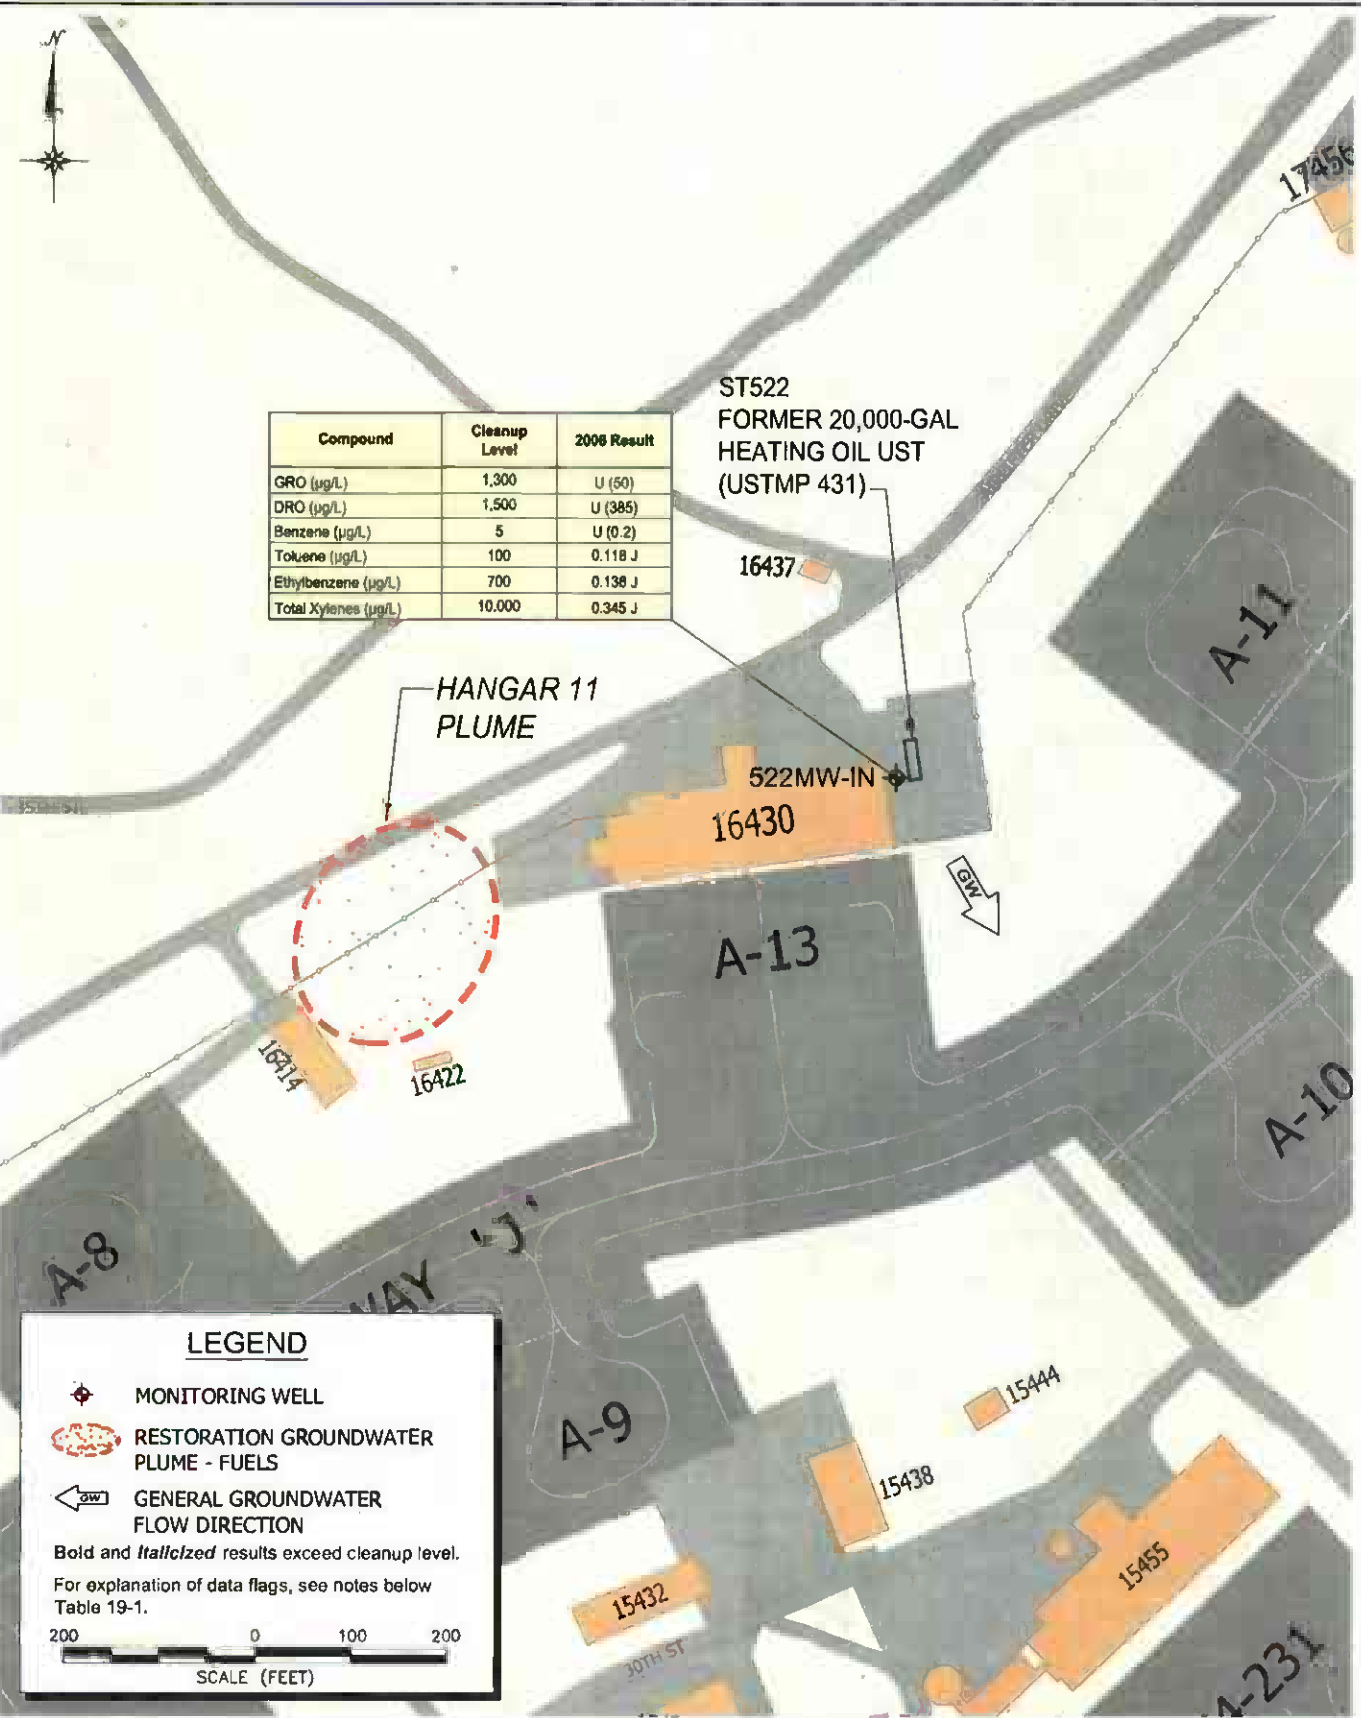 N
17456
ST522
FORMER 20,000-GAL
HEATING OIL UST
(USTMP 431)
Compound Cleanup Level 2006 Result
GRO (µg/L) 1,300 U (50)
DRO (µg/L) 1,500 U (385)
Benzene (µg/L) 5 U (0.2)
Toluene (µg/L) 100 0.118 J
Ethylbenzene (µg/L) 700 0.138 J
Total Xylenes (µg/L) 10.000 0.345 J
16437
A-11
HANGAR 11
PLUME
522MW-IN
16430
GW
A-13
16414
16422
A-10
A-8
WAY 'J'
A-9
15444
15438
15455
15432
30TH ST
A-231
LEGEND
MONITORING WELL
RESTORATION GROUNDWATER
PLUME - FUELS
GW
GENERAL GROUNDWATER
FLOW DIRECTION
Bold and Italicized results exceed cleanup level.
For explanation of data flags, see notes below
Table 19-1.
200 0 100 200
SCALE (FEET)